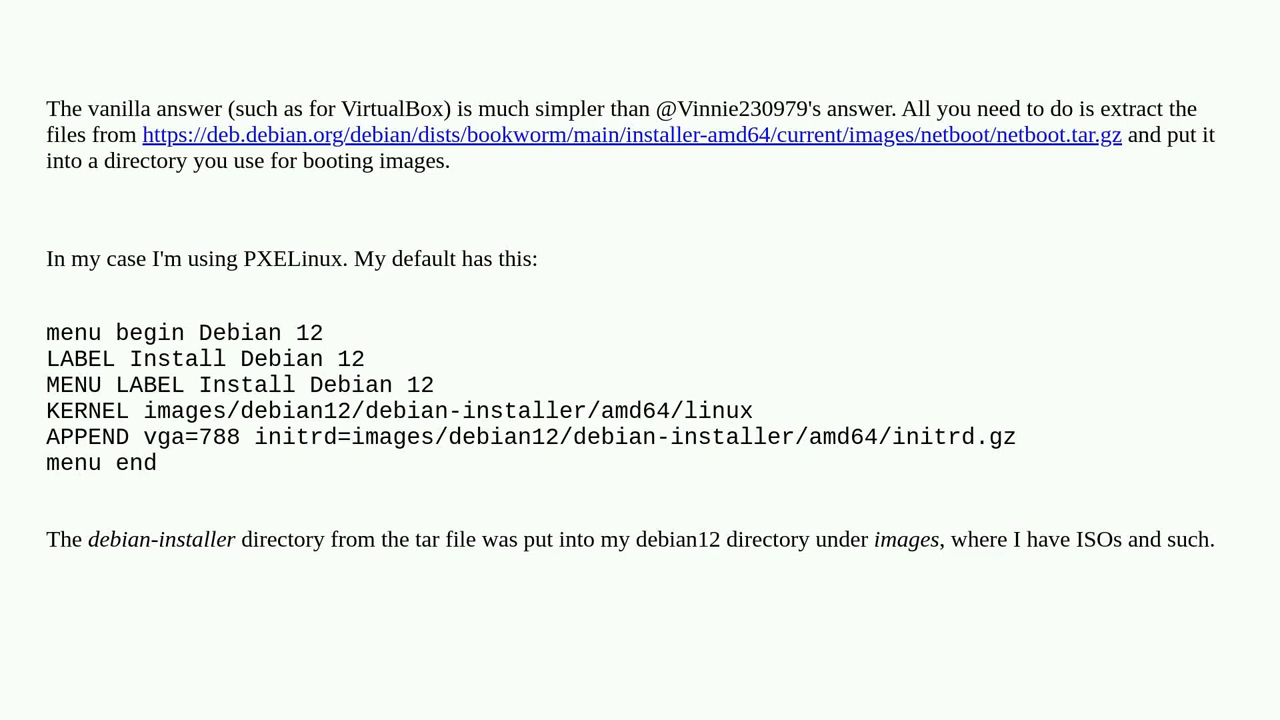 The vanilla answer (such as for VirtualBox) is much simpler than @Vinnie230979's answer. All you need to do is extract the
files from https://deb.debian.org/debian/dists/bookworm/main/installer-amd64/current/images/netboot/netboot.tar.gz and put it
into a directory you use for booting images.
In my case I'm using PXELinux. My default has this:
menu begin Debian 12
LABEL Install Debian 12
MENU LABEL Install Debian 12
KERNEL images/debian12/debian-installer/amd64/linux
APPEND vga=788 initrd=images/debian12/debian-installer/amd64/initrd.gz
menu end
The debian-installer directory from the tar file was put into my debian12 directory under images, where I have ISOs and such.